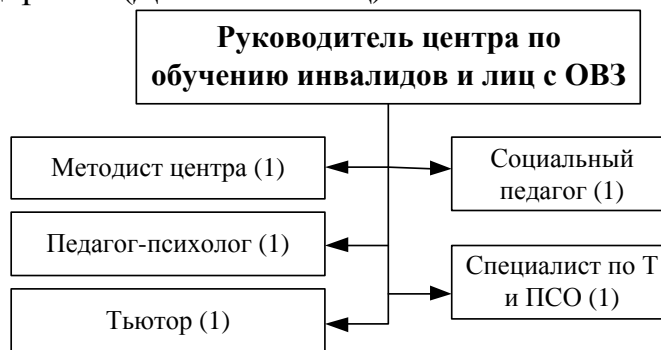 Руководитель центра по
обучению инвалидов и лиц с ОВЗ
Методист центра (1)
Социальный
педагог (1)
Педагог-психолог (1)
Специалист по Т
и ПСО (1)
Тьютор (1)